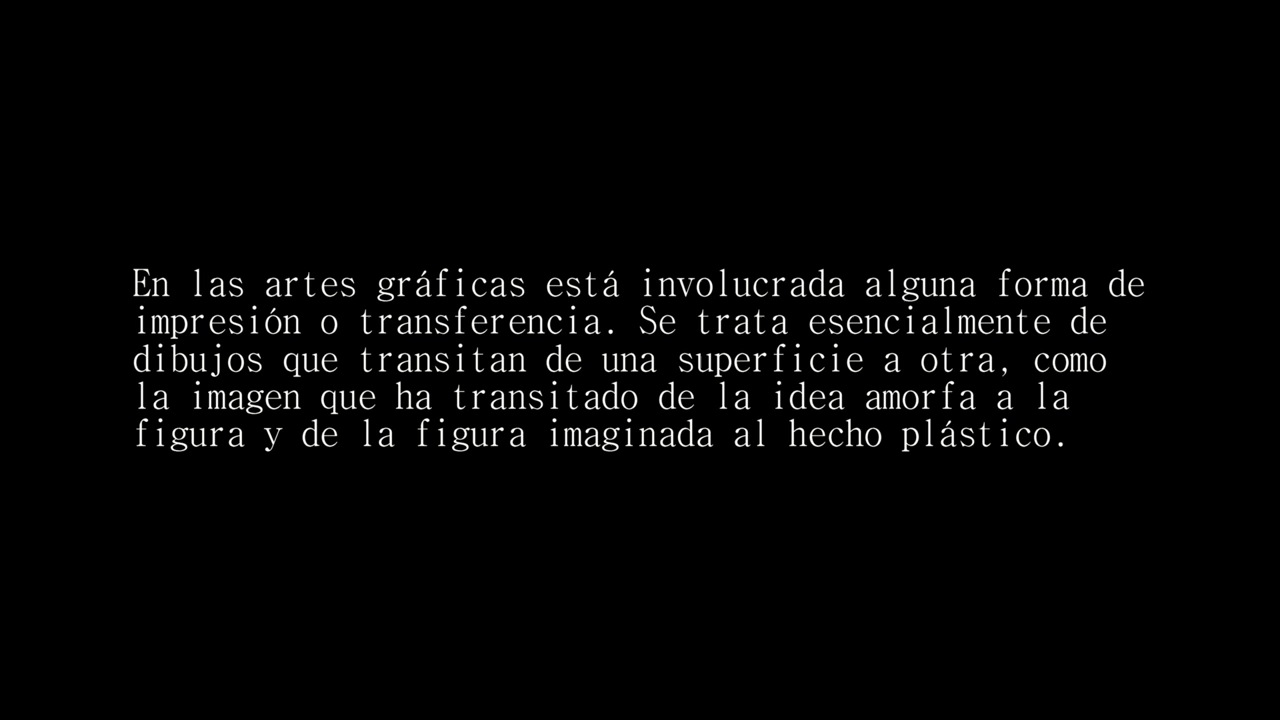 En las artes gráficas está involucrada alguna forma de
impresión o transferencia. Se trata esencialmente de
dibujos que transitan de una superficie a otra, como
la imagen que ha transitado de la idea amorfa a la
figura y de la figura imaginada al hecho plástico.